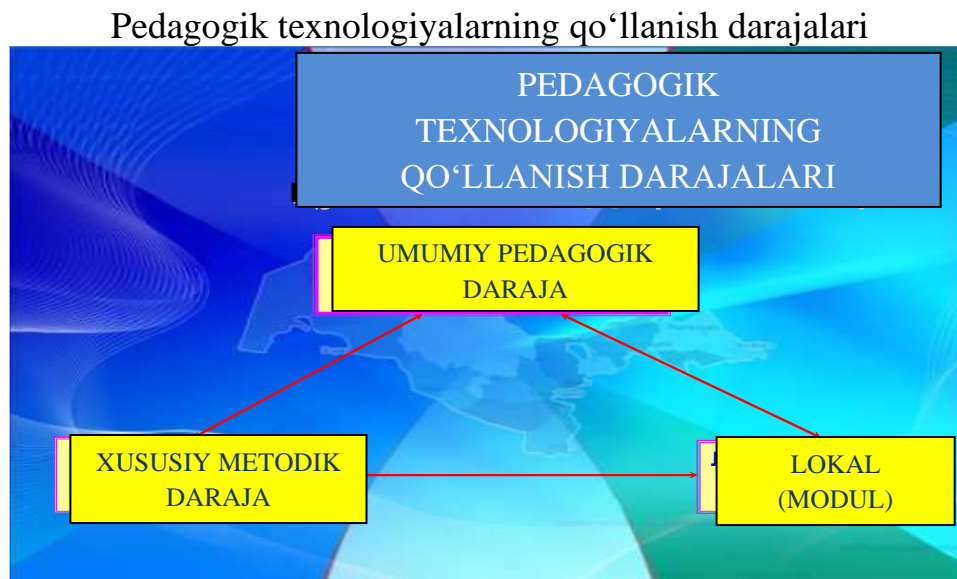 Pedagogik texnologiyalarning qo‘llanish darajalari
PEDAGOGIK
TEXNOLOGIYALARNING
QO‘LLANISH DARAJALARI
UMUMIY PEDAGOGIK
DARAJA
XUSUSIY METODIK
DARAJA
LOKAL
(MODUL)